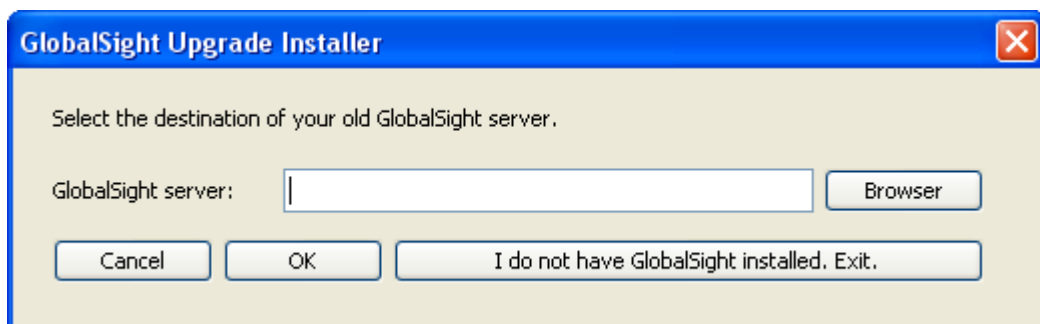 GlobalSight Upgrade Installer
Select the destination of your old GlobalSight server.
GlobalSight server: Browser
Cancel OK I do not have GlobalSight installed. Exit.